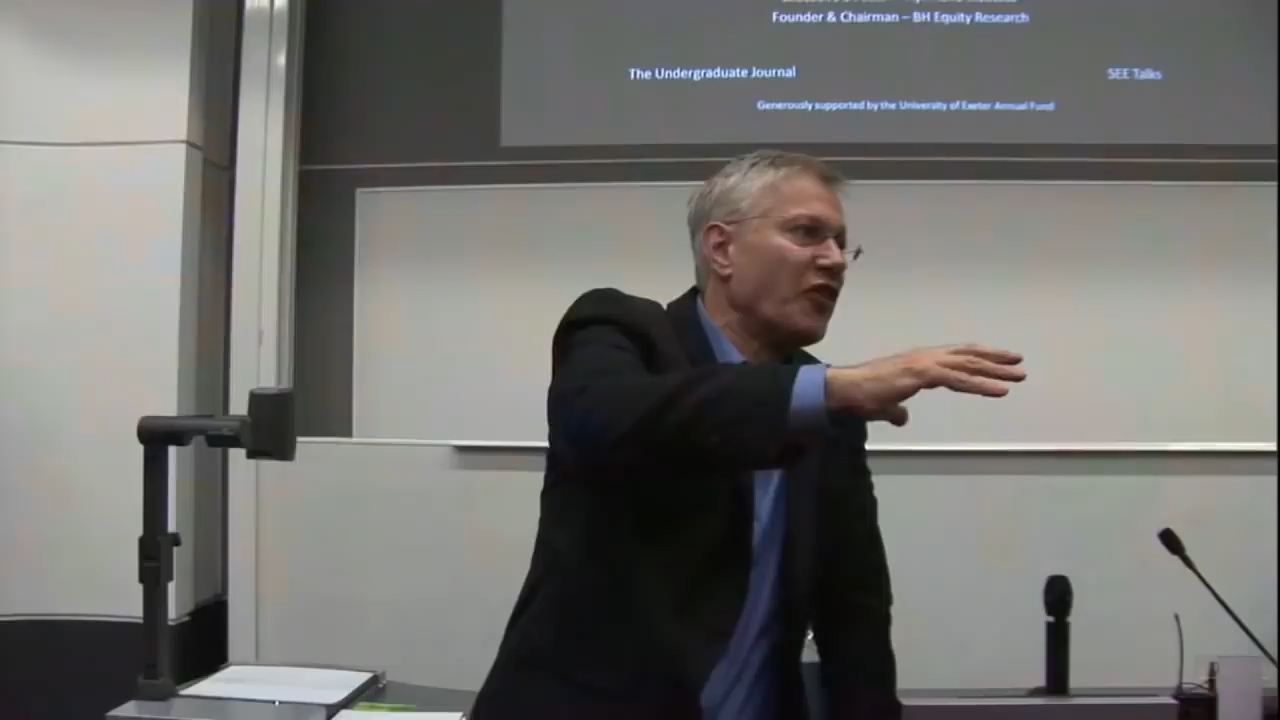 Founder & Chairman – BH Equity Research
The Undergraduate Journal
SEE Talks
Generously supported by the University of Exeter Annual Fund